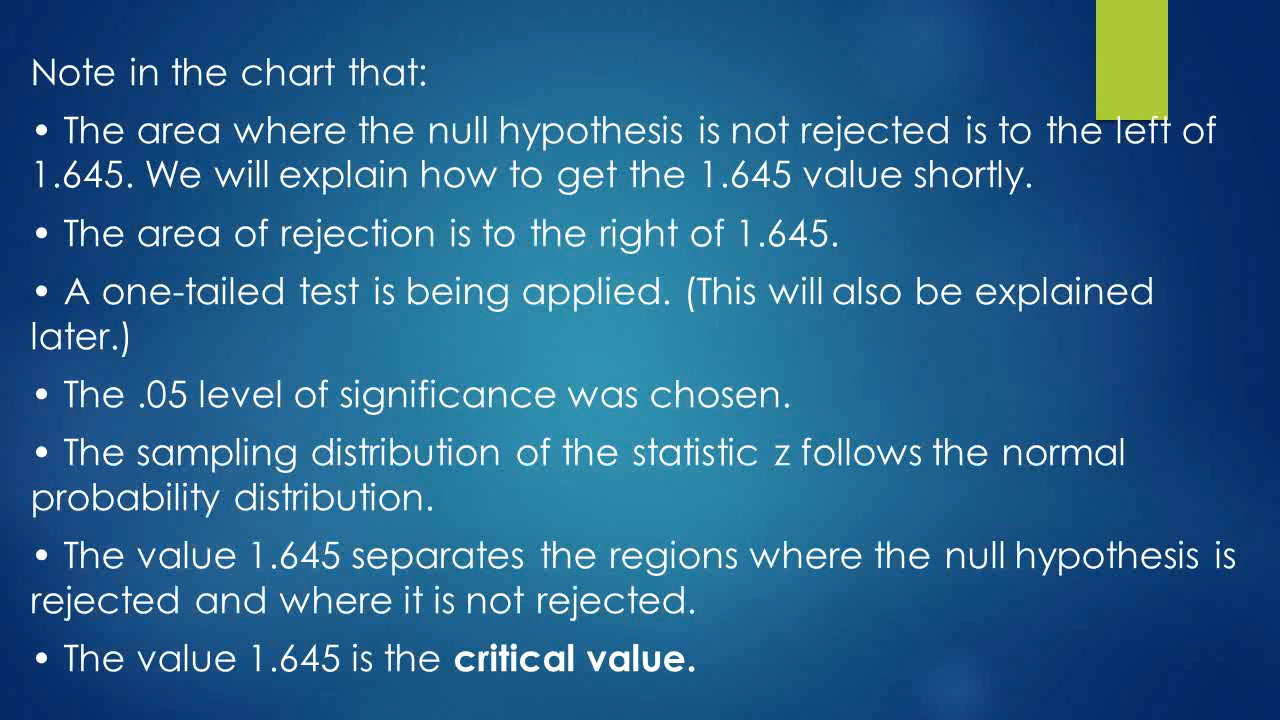 Note in the chart that:
• The area where the null hypothesis is not rejected is to the left of
1.645. We will explain how to get the 1.645 value shortly.
• The area of rejection is to the right of 1.645.
• A one-tailed test is being applied. (This will also be explained
later.)
• The .05 level of significance was chosen.
• The sampling distribution of the statistic z follows the normal
probability distribution.
• The value 1.645 separates the regions where the null hypothesis is
rejected and where it is not rejected.
• The value 1.645 is the critical value.